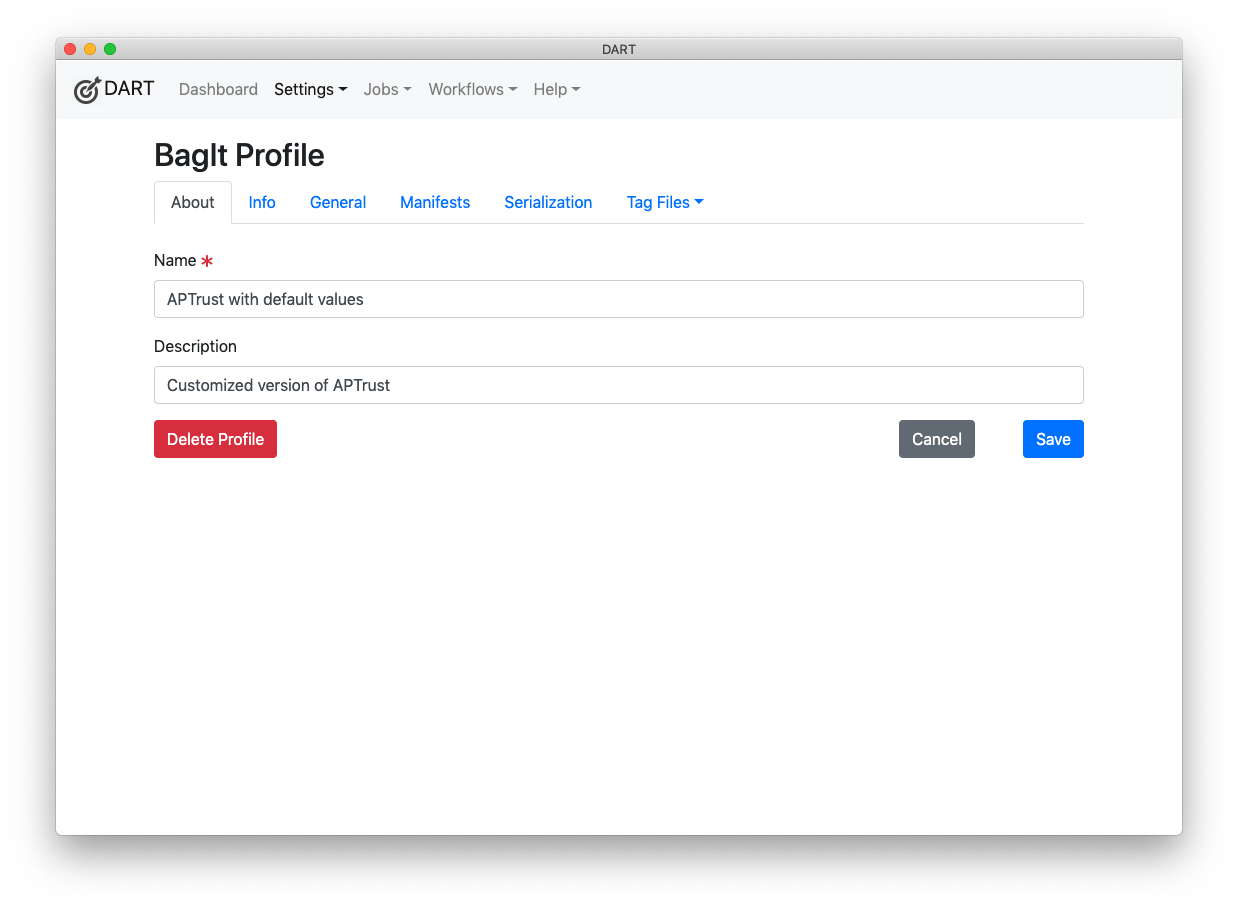 DART
DART Dashboard Settings Jobs Workflows Help
BagIt Profile
About Info General Manifests Serialization Tag Files
Name *
APTrust with default values
Description
Customized version of APTrust
Delete Profile Cancel Save